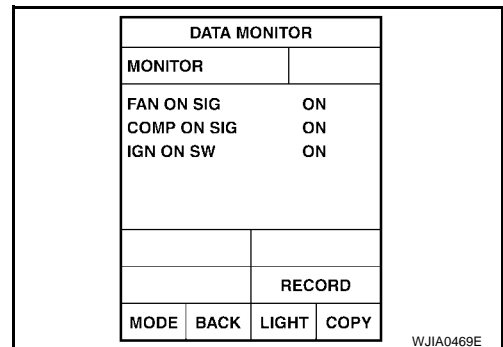 DATA MONITOR
MONITOR
FAN ON SIG ON
COMP ON SIG ON
IGN ON SW ON
RECORD
MODE BACK LIGHT COPY
WJIA0469E